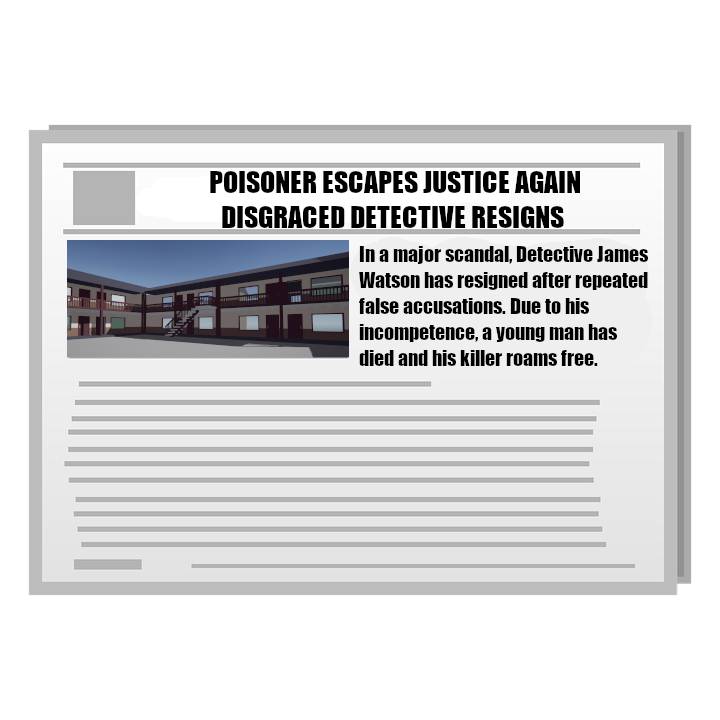 POISONER ESCAPES JUSTICE AGAIN
DISGRACED DETECTIVE RESIGNS
In a major scandal, Detective James
Watson has resigned after repeated
false accusations. Due to his
incompetence, a young man has
died and his killer roams free.